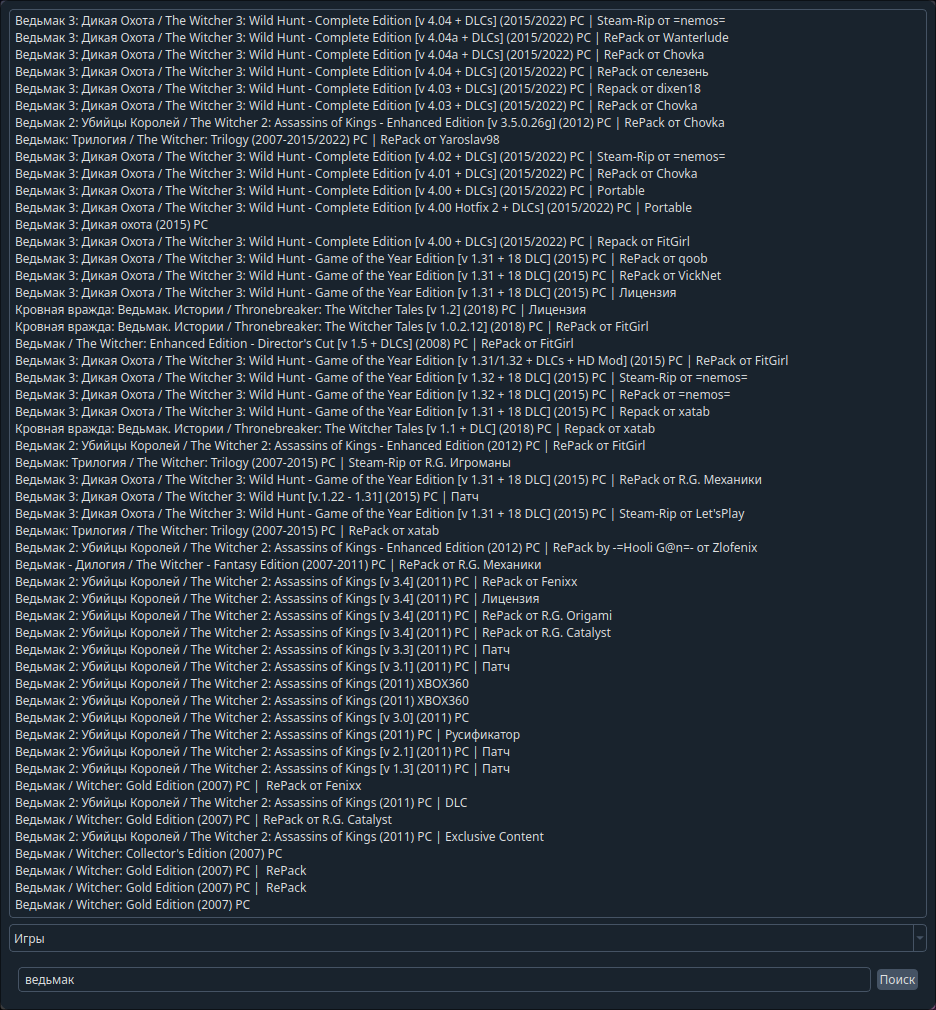 Ведьмак 3: Дикая Охота / The Witcher 3: Wild Hunt - Complete Edition [v 4.04 + DLCs] (2015/2022) PC | Steam-Rip от =nemos=
Ведьмак 3: Дикая Охота / The Witcher 3: Wild Hunt - Complete Edition [v 4.04a + DLCs] (2015/2022) PC | RePack от Wanterlude
Ведьмак 3: Дикая Охота / The Witcher 3: Wild Hunt - Complete Edition [v 4.04a + DLCs] (2015/2022) PC | RePack от Chovka
Ведьмак 3: Дикая Охота / The Witcher 3: Wild Hunt - Complete Edition [v 4.04 + DLCs] (2015/2022) PC | RePack от селезень
Ведьмак 3: Дикая Охота / The Witcher 3: Wild Hunt - Complete Edition [v 4.03 + DLCs] (2015/2022) PC | Repack от dixen18
Ведьмак 3: Дикая Охота / The Witcher 3: Wild Hunt - Complete Edition [v 4.03 + DLCs] (2015/2022) PC | RePack от Chovka
Ведьмак 2: Убийцы Королей / The Witcher 2: Assassins of Kings - Enhanced Edition [v 3.5.0.26g] (2012) PC | RePack от Chovka
Ведьмак: Трилогия / The Witcher: Trilogy (2007-2015/2022) PC | RePack от Yaroslav98
Ведьмак 3: Дикая Охота / The Witcher 3: Wild Hunt - Complete Edition [v 4.02 + DLCs] (2015/2022) PC | Steam-Rip от =nemos=
Ведьмак 3: Дикая Охота / The Witcher 3: Wild Hunt - Complete Edition [v 4.01 + DLCs] (2015/2022) PC | RePack от Chovka
Ведьмак 3: Дикая Охота / The Witcher 3: Wild Hunt - Complete Edition [v 4.00 + DLCs] (2015/2022) PC | Portable
Ведьмак 3: Дикая Охота / The Witcher 3: Wild Hunt - Complete Edition [v 4.00 Hotfix 2 + DLCs] (2015/2022) PC | Portable
Ведьмак 3: Дикая охота (2015) PC
Ведьмак 3: Дикая Охота / The Witcher 3: Wild Hunt - Complete Edition [v 4.00 + DLCs] (2015/2022) PC | Repack от FitGirl
Ведьмак 3: Дикая Охота / The Witcher 3: Wild Hunt - Game of the Year Edition [v 1.31 + 18 DLC] (2015) PC | RePack от qoob
Ведьмак 3: Дикая Охота / The Witcher 3: Wild Hunt - Game of the Year Edition [v 1.31 + 18 DLC] (2015) PC | RePack от VickNet
Ведьмак 3: Дикая Охота / The Witcher 3: Wild Hunt - Game of the Year Edition [v 1.31 + 18 DLC] (2015) PC | Лицензия
Кровная вражда: Ведьмак. Истории / Thronebreaker: The Witcher Tales [v 1.2] (2018) PC | Лицензия
Кровная вражда: Ведьмак. Истории / Thronebreaker: The Witcher Tales [v 1.0.2.12] (2018) PC | RePack от FitGirl
Ведьмак / The Witcher: Enhanced Edition - Director's Cut [v 1.5 + DLCs] (2008) PC | RePack от FitGirl
Ведьмак 3: Дикая Охота / The Witcher 3: Wild Hunt - Game of the Year Edition [v 1.31/1.32 + DLCs + HD Mod] (2015) PC | RePack от FitGirl
Ведьмак 3: Дикая Охота / The Witcher 3: Wild Hunt - Game of the Year Edition [v 1.32 + 18 DLC] (2015) PC | Steam-Rip от =nemos=
Ведьмак 3: Дикая Охота / The Witcher 3: Wild Hunt - Game of the Year Edition [v 1.32 + 18 DLC] (2015) PC | RePack от =nemos=
Ведьмак 3: Дикая Охота / The Witcher 3: Wild Hunt - Game of the Year Edition [v 1.31 + 18 DLC] (2015) PC | Repack от xatab
Кровная вражда: Ведьмак. Истории / Thronebreaker: The Witcher Tales [v 1.1 + DLC] (2018) PC | Repack от xatab
Ведьмак 2: Убийцы Королей / The Witcher 2: Assassins of Kings - Enhanced Edition (2012) PC | RePack от FitGirl
Ведьмак: Трилогия / The Witcher: Trilogy (2007-2015) PC | Steam-Rip от R.G. Игроманы
Ведьмак 3: Дикая Охота / The Witcher 3: Wild Hunt - Game of the Year Edition [v 1.31 + 18 DLC] (2015) PC | RePack от R.G. Механики
Ведьмак 3: Дикая Охота / The Witcher 3: Wild Hunt [v.1.22 - 1.31] (2015) PC | Патч
Ведьмак 3: Дикая Охота / The Witcher 3: Wild Hunt - Game of the Year Edition [v 1.31 + 18 DLC] (2015) PC | Steam-Rip от Let'sPlay
Ведьмак: Трилогия / The Witcher: Trilogy (2007-2015) PC | RePack от xatab
Ведьмак 2: Убийцы Королей / The Witcher 2: Assassins of Kings - Enhanced Edition (2012) PC | RePack by -=Hooli G@n=- от Zlofenix
Ведьмак - Дилогия / The Witcher - Fantasy Edition (2007-2011) PC | RePack от R.G. Механики
Ведьмак 2: Убийцы Королей / The Witcher 2: Assassins of Kings [v 3.4] (2011) PC | RePack от Fenixx
Ведьмак 2: Убийцы Королей / The Witcher 2: Assassins of Kings [v 3.4] (2011) PC | Лицензия
Ведьмак 2: Убийцы Королей / The Witcher 2: Assassins of Kings [v 3.4] (2011) PC | RePack от R.G. Origami
Ведьмак 2: Убийцы Королей / The Witcher 2: Assassins of Kings [v 3.4] (2011) PC | RePack от R.G. Catalyst
Ведьмак 2: Убийцы Королей / The Witcher 2: Assassins of Kings [v 3.3] (2011) PC | Патч
Ведьмак 2: Убийцы Королей / The Witcher 2: Assassins of Kings [v 3.1] (2011) PC | Патч
Ведьмак 2: Убийцы Королей / The Witcher 2: Assassins of Kings (2011) XBOX360
Ведьмак 2: Убийцы Королей / The Witcher 2: Assassins of Kings (2011) XBOX360
Ведьмак 2: Убийцы Королей / The Witcher 2: Assassins of Kings [v 3.0] (2011) PC
Ведьмак 2: Убийцы Королей / The Witcher 2: Assassins of Kings (2011) PC | Русификатор
Ведьмак 2: Убийцы Королей / The Witcher 2: Assassins of Kings [v 2.1] (2011) PC | Патч
Ведьмак 2: Убийцы Королей / The Witcher 2: Assassins of Kings [v 1.3] (2011) PC | Патч
Ведьмак / Witcher: Gold Edition (2007) PC |  RePack от Fenixx
Ведьмак 2: Убийцы Королей / The Witcher 2: Assassins of Kings (2011) PC | DLC
Ведьмак / Witcher: Gold Edition (2007) PC | RePack от R.G. Catalyst
Ведьмак 2: Убийцы Королей / The Witcher 2: Assassins of Kings (2011) PC | Exclusive Content
Ведьмак / Witcher: Collector's Edition (2007) PC
Ведьмак / Witcher: Gold Edition (2007) PC |  RePack
Ведьмак / Witcher: Gold Edition (2007) PC |  RePack
Ведьмак / Witcher: Gold Edition (2007) PC
Игры
ведьмак
Поиск